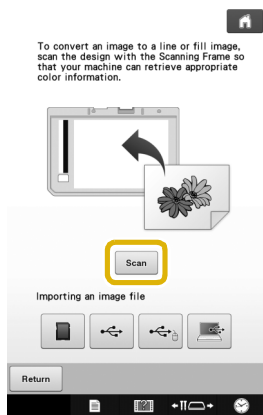 To convert an image to a line or fill image,
scan the design with the Scanning Frame so
that your machine can retrieve appropriate
color information.
Scan
Importing an image file
Return